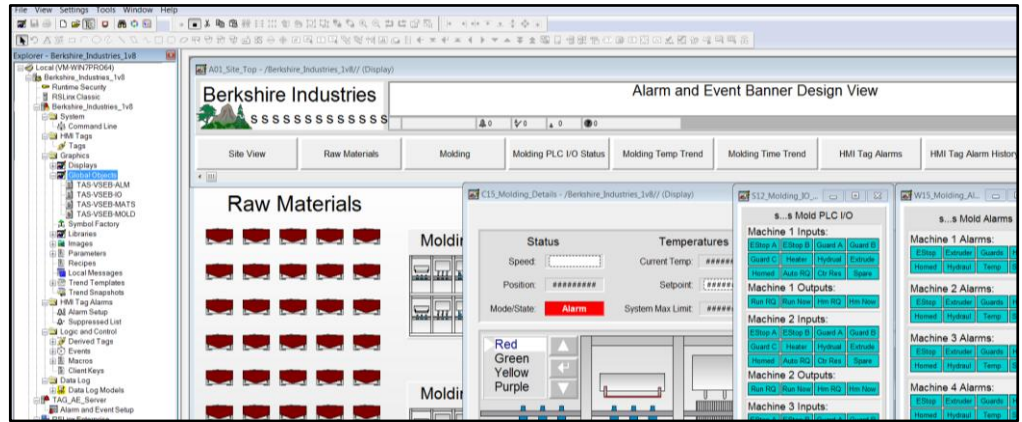 File View Settings Tools Window Help
Explorer - Berkshire_Industries_1v8
Local (VM-WIN7PRO64)
Berkshire_Industries_1v8
Runtime Security
RSLinx Classic
Berkshire_Industries_1v8
System
Command Line
HMI Tags
Tags
Graphics
Displays
Global Objects
TAS-VSEB-ALM
TAS-VSEB-IO
TAS-VSEB-MATS
TAS-VSEB-MOLD
Symbol Factory
Libraries
Images
Parameters
Recipes
Local Messages
Trend Templates
Trend Snapshots
HMI Tag Alarms
Alarm Setup
Suppressed List
Logic and Control
Derived Tags
Events
Macros
Client Keys
Data Log
Data Log Models
TAG_AE_Server
Alarm and Event Setup
RSLinx Enterprise
A01_Site_Top - /Berkshire_Industries_1v8// (Display)
Berkshire Industries
S S S S S S S S S S S S S
Alarm and Event Banner Design View
0 0 0 0
Site View Raw Materials Molding Molding PLC I/O Status Molding Temp Trend Molding Time Trend HMI Tag Alarms HMI Tag Alarm History
Raw Materials
Moldin
Moldin
C15_Molding_Details - /Berkshire_Industries_1v8// (Display)
Status Temperatures
Speed: Current Temp: ######
Position: ######### Setpoint: #####
Mode/State: Alarm System Max Limit: #####
Red
Green
Yellow
Purple
S12_Molding_IO_...
s...s Mold PLC I/O
Machine 1 Inputs:
EStop A EStop B Guard A Guard B
Guard C Heater Hydraul Extrude
Homed Auto RQ Ctr Res Spare
Machine 1 Outputs:
Run RQ Run Now Hm RQ Hm Now
Machine 2 Inputs:
EStop A EStop B Guard A Guard B
Guard C Heater Hydraul Extrude
Homed Auto RQ Ctr Res Spare
Machine 2 Outputs:
Run RQ Run Now Hm RQ Hm Now
Machine 3 Inputs:
EStop A EStop B Guard A Guard B
W15_Molding_AL...
s...s Mold Alarms
Machine 1 Alarms:
EStop Extruder Guards H
Homed Hydraul Temp S
Machine 2 Alarms:
EStop Extruder Guards H
Homed Hydraul Temp S
Machine 3 Alarms:
EStop Extruder Guards H
Homed Hydraul Temp S
Machine 4 Alarms:
EStop Extruder Guards H
Homed Hydraul Temp S